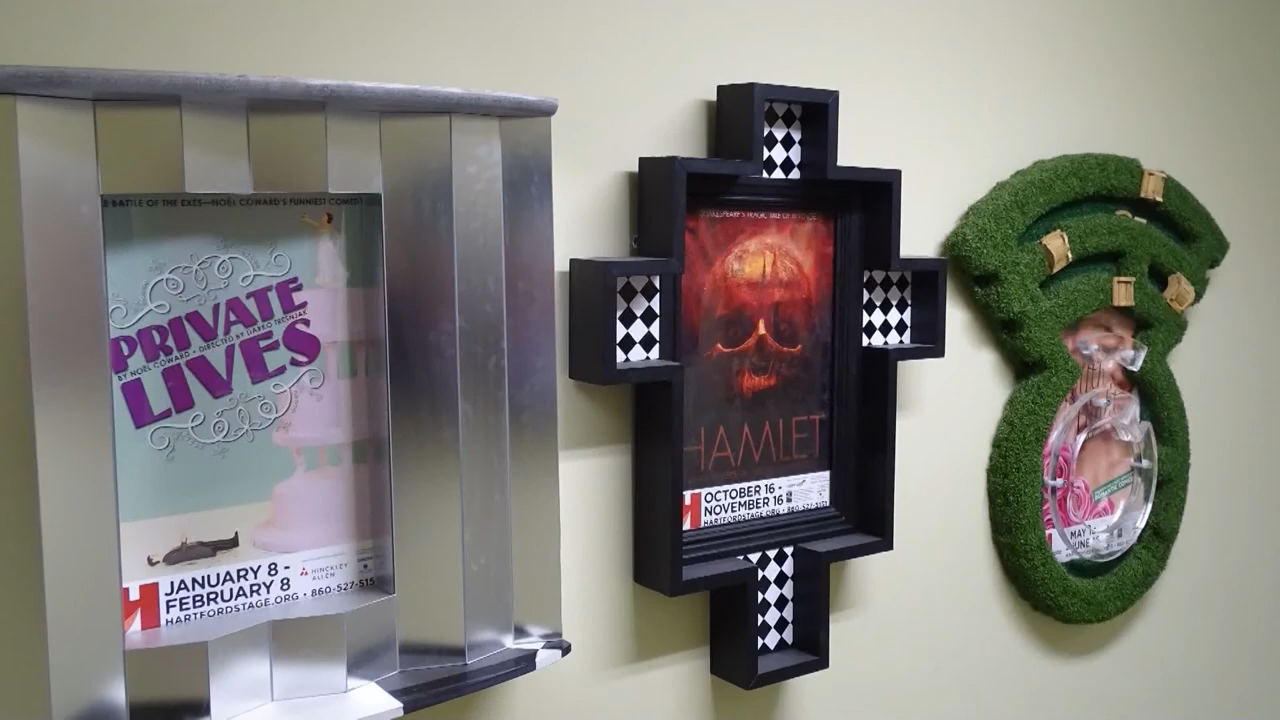 E BATTLE OF THE EXES—NOËL COWARD'S FUNNIEST COMEDY
PRIVATE
BY NOËL COWARD • DIRECTED BY DARKO TRESNJAK
LIVES
JANUARY 8 -
FEBRUARY 8
HINCKLEY
ALLEN
HARTFORDSTAGE.ORG • 860-527-515
SHAKESPEARE'S TRAGIC TALE OF REVENGE
HAMLET
OCTOBER 16 -
NOVEMBER 16
HARTFORDSTAGE.ORG • 860-527-515
ROMANTIC COMEDY
MAY
JUNE